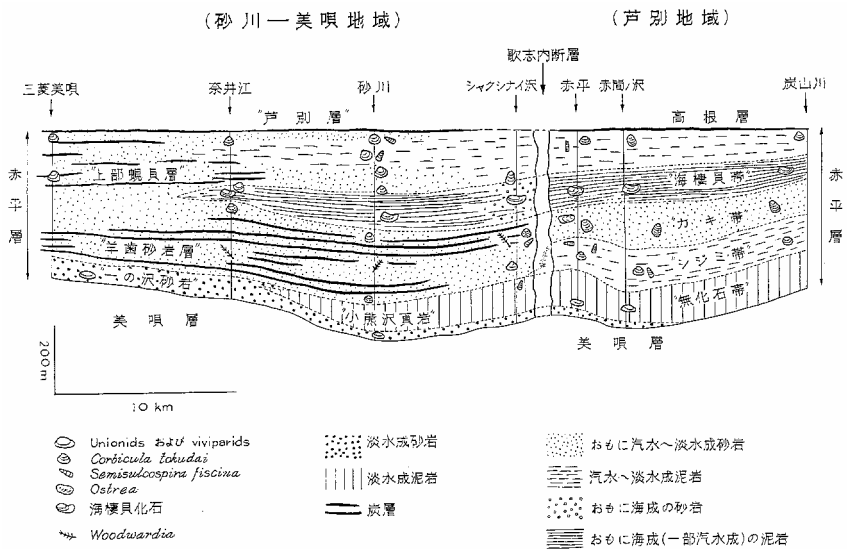 (砂川一美唄地域)
(芦別地域)
歌志内断層
三菱美唄
奈井江
砂川
シャクシナイ沢
赤平
赤間ノ沢
炭山川
"芦別層"
高根層
赤平層
"上部蜆貝層"
"羊歯砂岩層"
の沢砂岩
"小熊沢頁岩"
"海棲貝帯"
"カキ帯"
"シジミ帯"
"無化石帯"
赤平層
美唄層
美唄層
200m
10 km
Unionids および viviparids
Corbicula tokudai
Semisulcospira fiscina
Ostrea
海棲貝化石
Woodwardia
淡水成砂岩
淡水成泥岩
炭層
おもに汽水～淡水成砂岩
汽水～淡水成泥岩
おもに海成の砂岩
おもに海成(一部汽水成)の泥岩